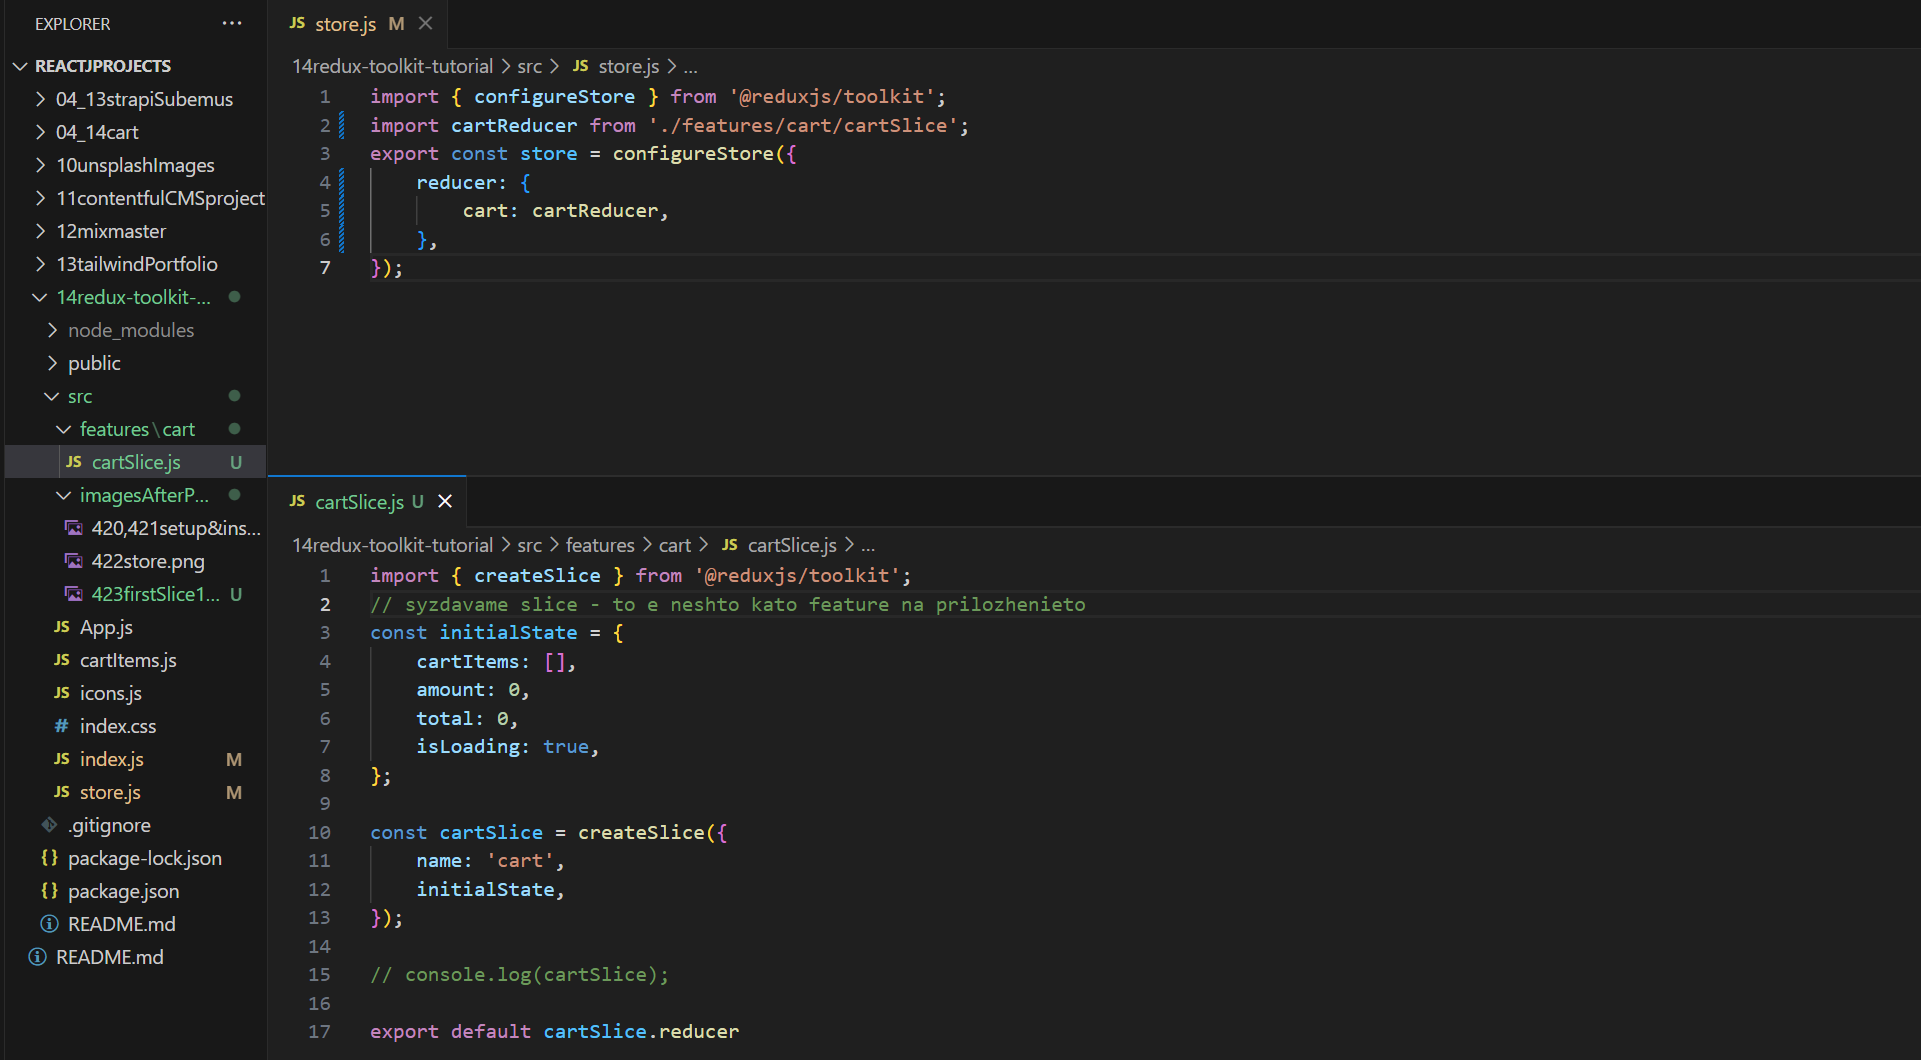 EXPLORER ...
REACTJPROJECTS
04_13strapiSubemus
04_14cart
10unsplashImages
11contentfulCMSproject
12mixmaster
13tailwindPortfolio
14redux-toolkit-...
node_modules
public
src
features\cart
JS cartSlice.js U
imagesAfterP...
420,421setup&ins...
422store.png
423firstSlice1... U
JS App.js
JS cartItems.js
JS icons.js
# index.css
JS index.js M
JS store.js M
.gitignore
{} package-lock.json
{} package.json
README.md
README.md
JS store.js M
14redux-toolkit-tutorial > src > JS store.js > ...
1 import { configureStore } from '@reduxjs/toolkit';
2 import cartReducer from './features/cart/cartSlice';
3 export const store = configureStore({
4 reducer: {
5 cart: cartReducer,
6 },
7 });
JS cartSlice.js U
14redux-toolkit-tutorial > src > features > cart > JS cartSlice.js > ...
1 import { createSlice } from '@reduxjs/toolkit';
2 // syzdavame slice - to e neshto kato feature na prilozhenieto
3 const initialState = {
4 cartItems: [],
5 amount: 0,
6 total: 0,
7 isLoading: true,
8 };
9
10 const cartSlice = createSlice({
11 name: 'cart',
12 initialState,
13 });
14
15 // console.log(cartSlice);
16
17 export default cartSlice.reducer